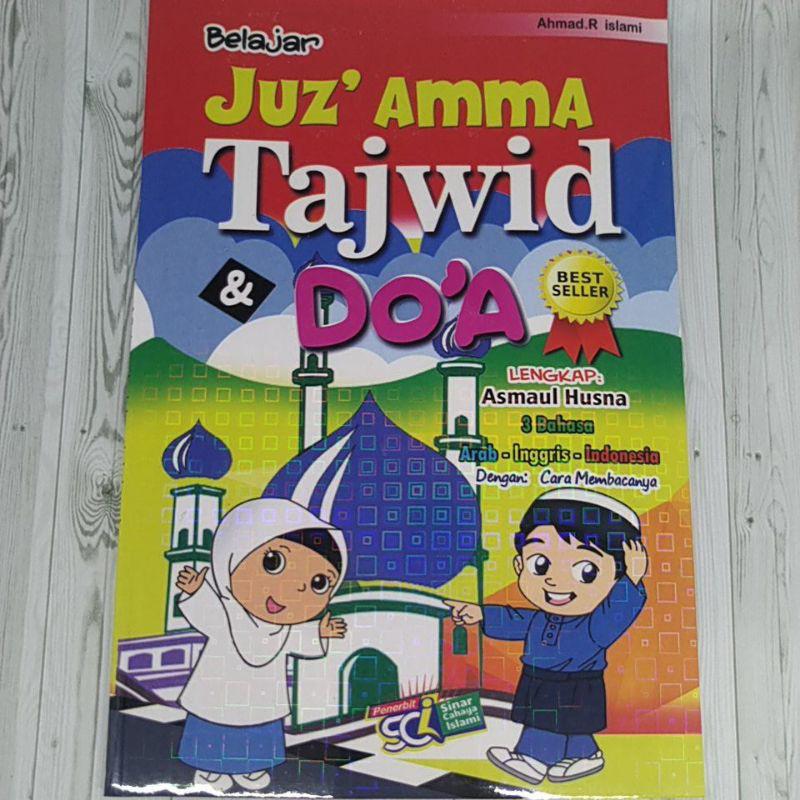 Ahmad.R islami
Belajar
Juz' Amma
Tajwid
& Do'A
BEST
SELLER
LENGKAP:
Asmaul Husna
3 Bahasa
Arab - Inggris - Indonesia
Dengan: Cara Membacanya
Penerbit
SCI
Sinar
Cahaya
Islami